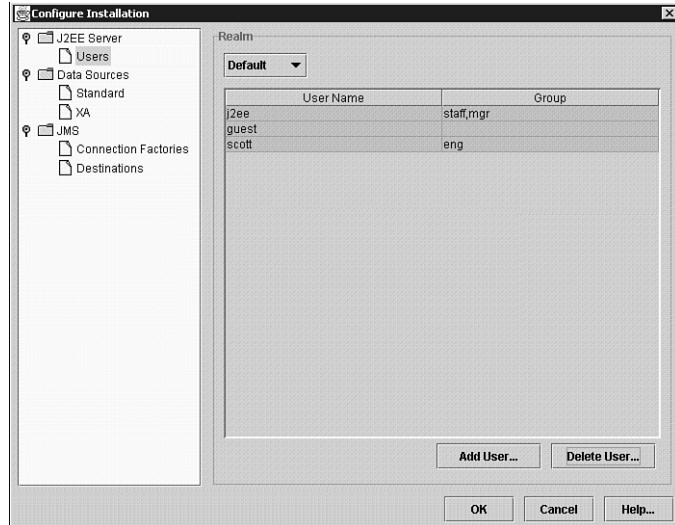 Configure Installation
J2EE Server
Users
Data Sources
Standard
XA
JMS
Connection Factories
Destinations
Realm
Default
User Name Group
j2ee staff,mgr
guest
scott eng
Add User... Delete User...
OK Cancel Help...